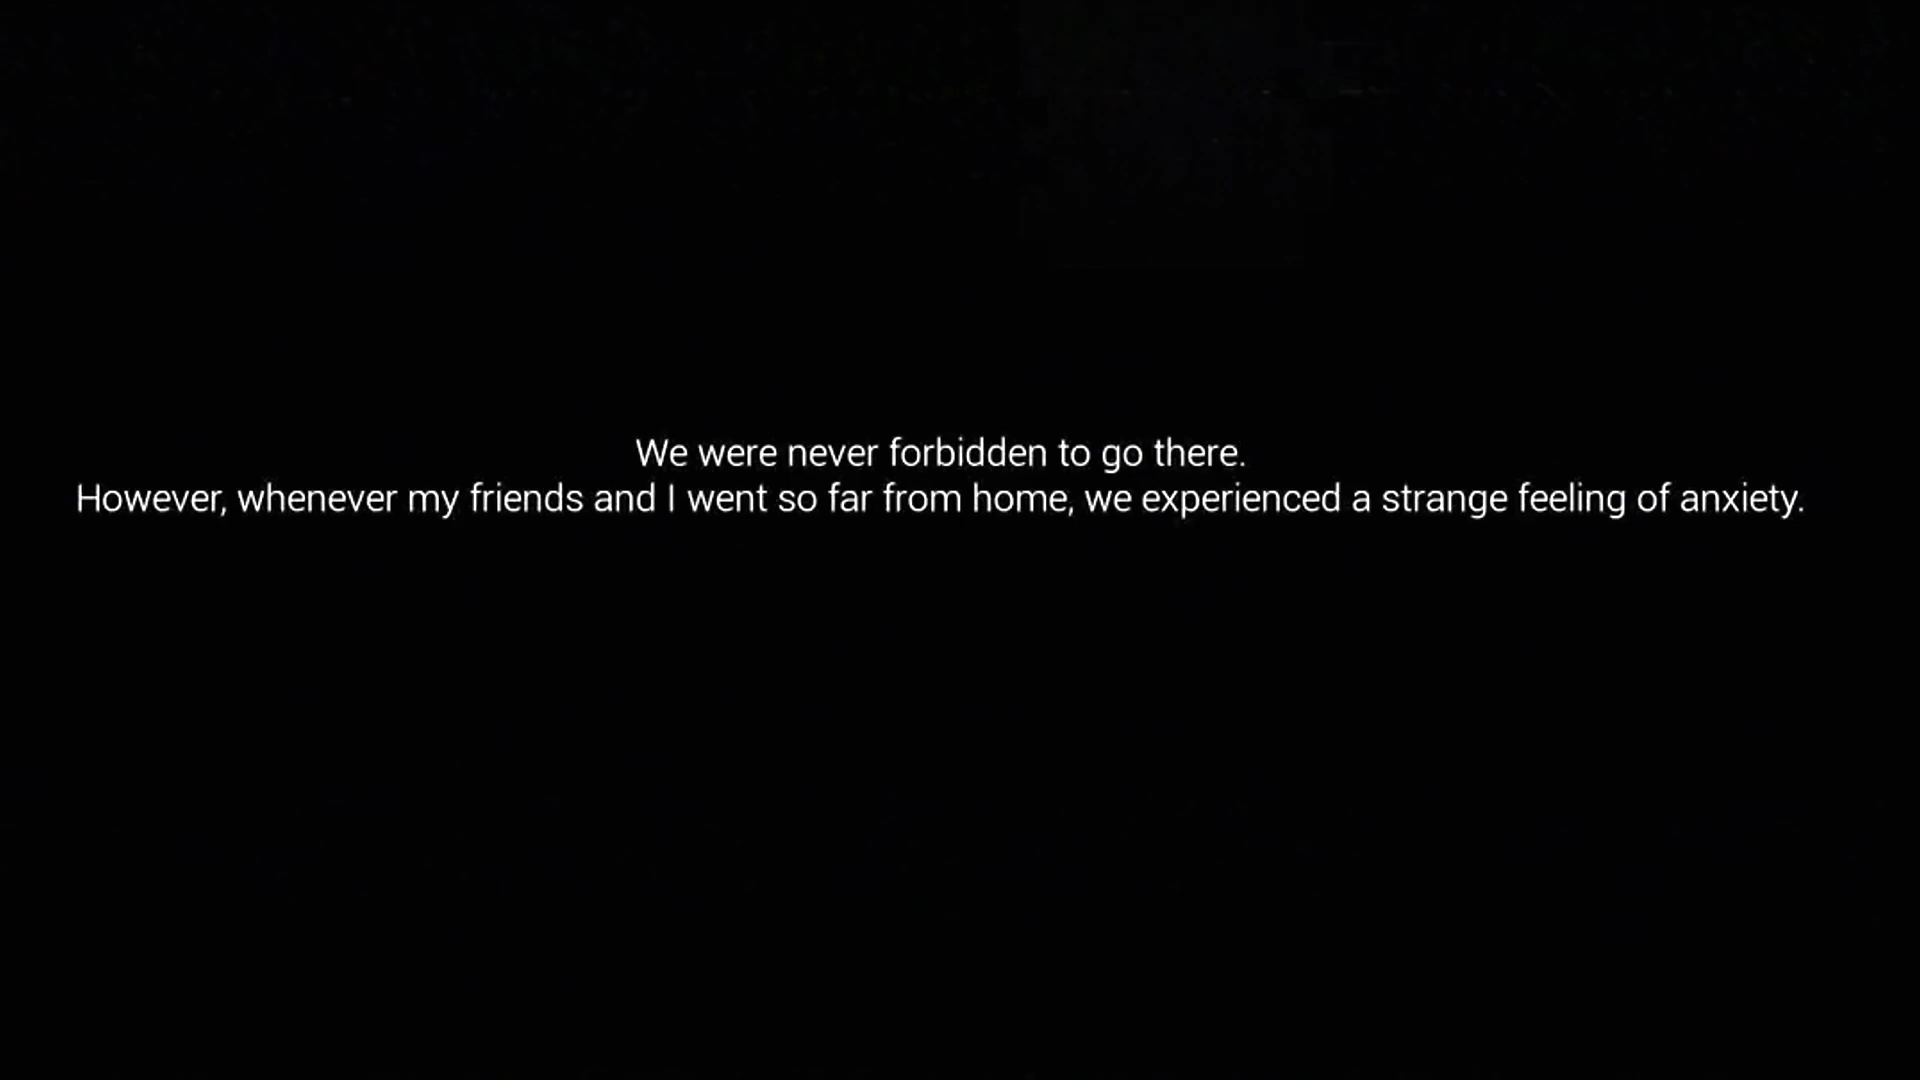 We were never forbidden to go there.
However, whenever my friends and I went so far from home, we experienced a strange feeling of anxiety.